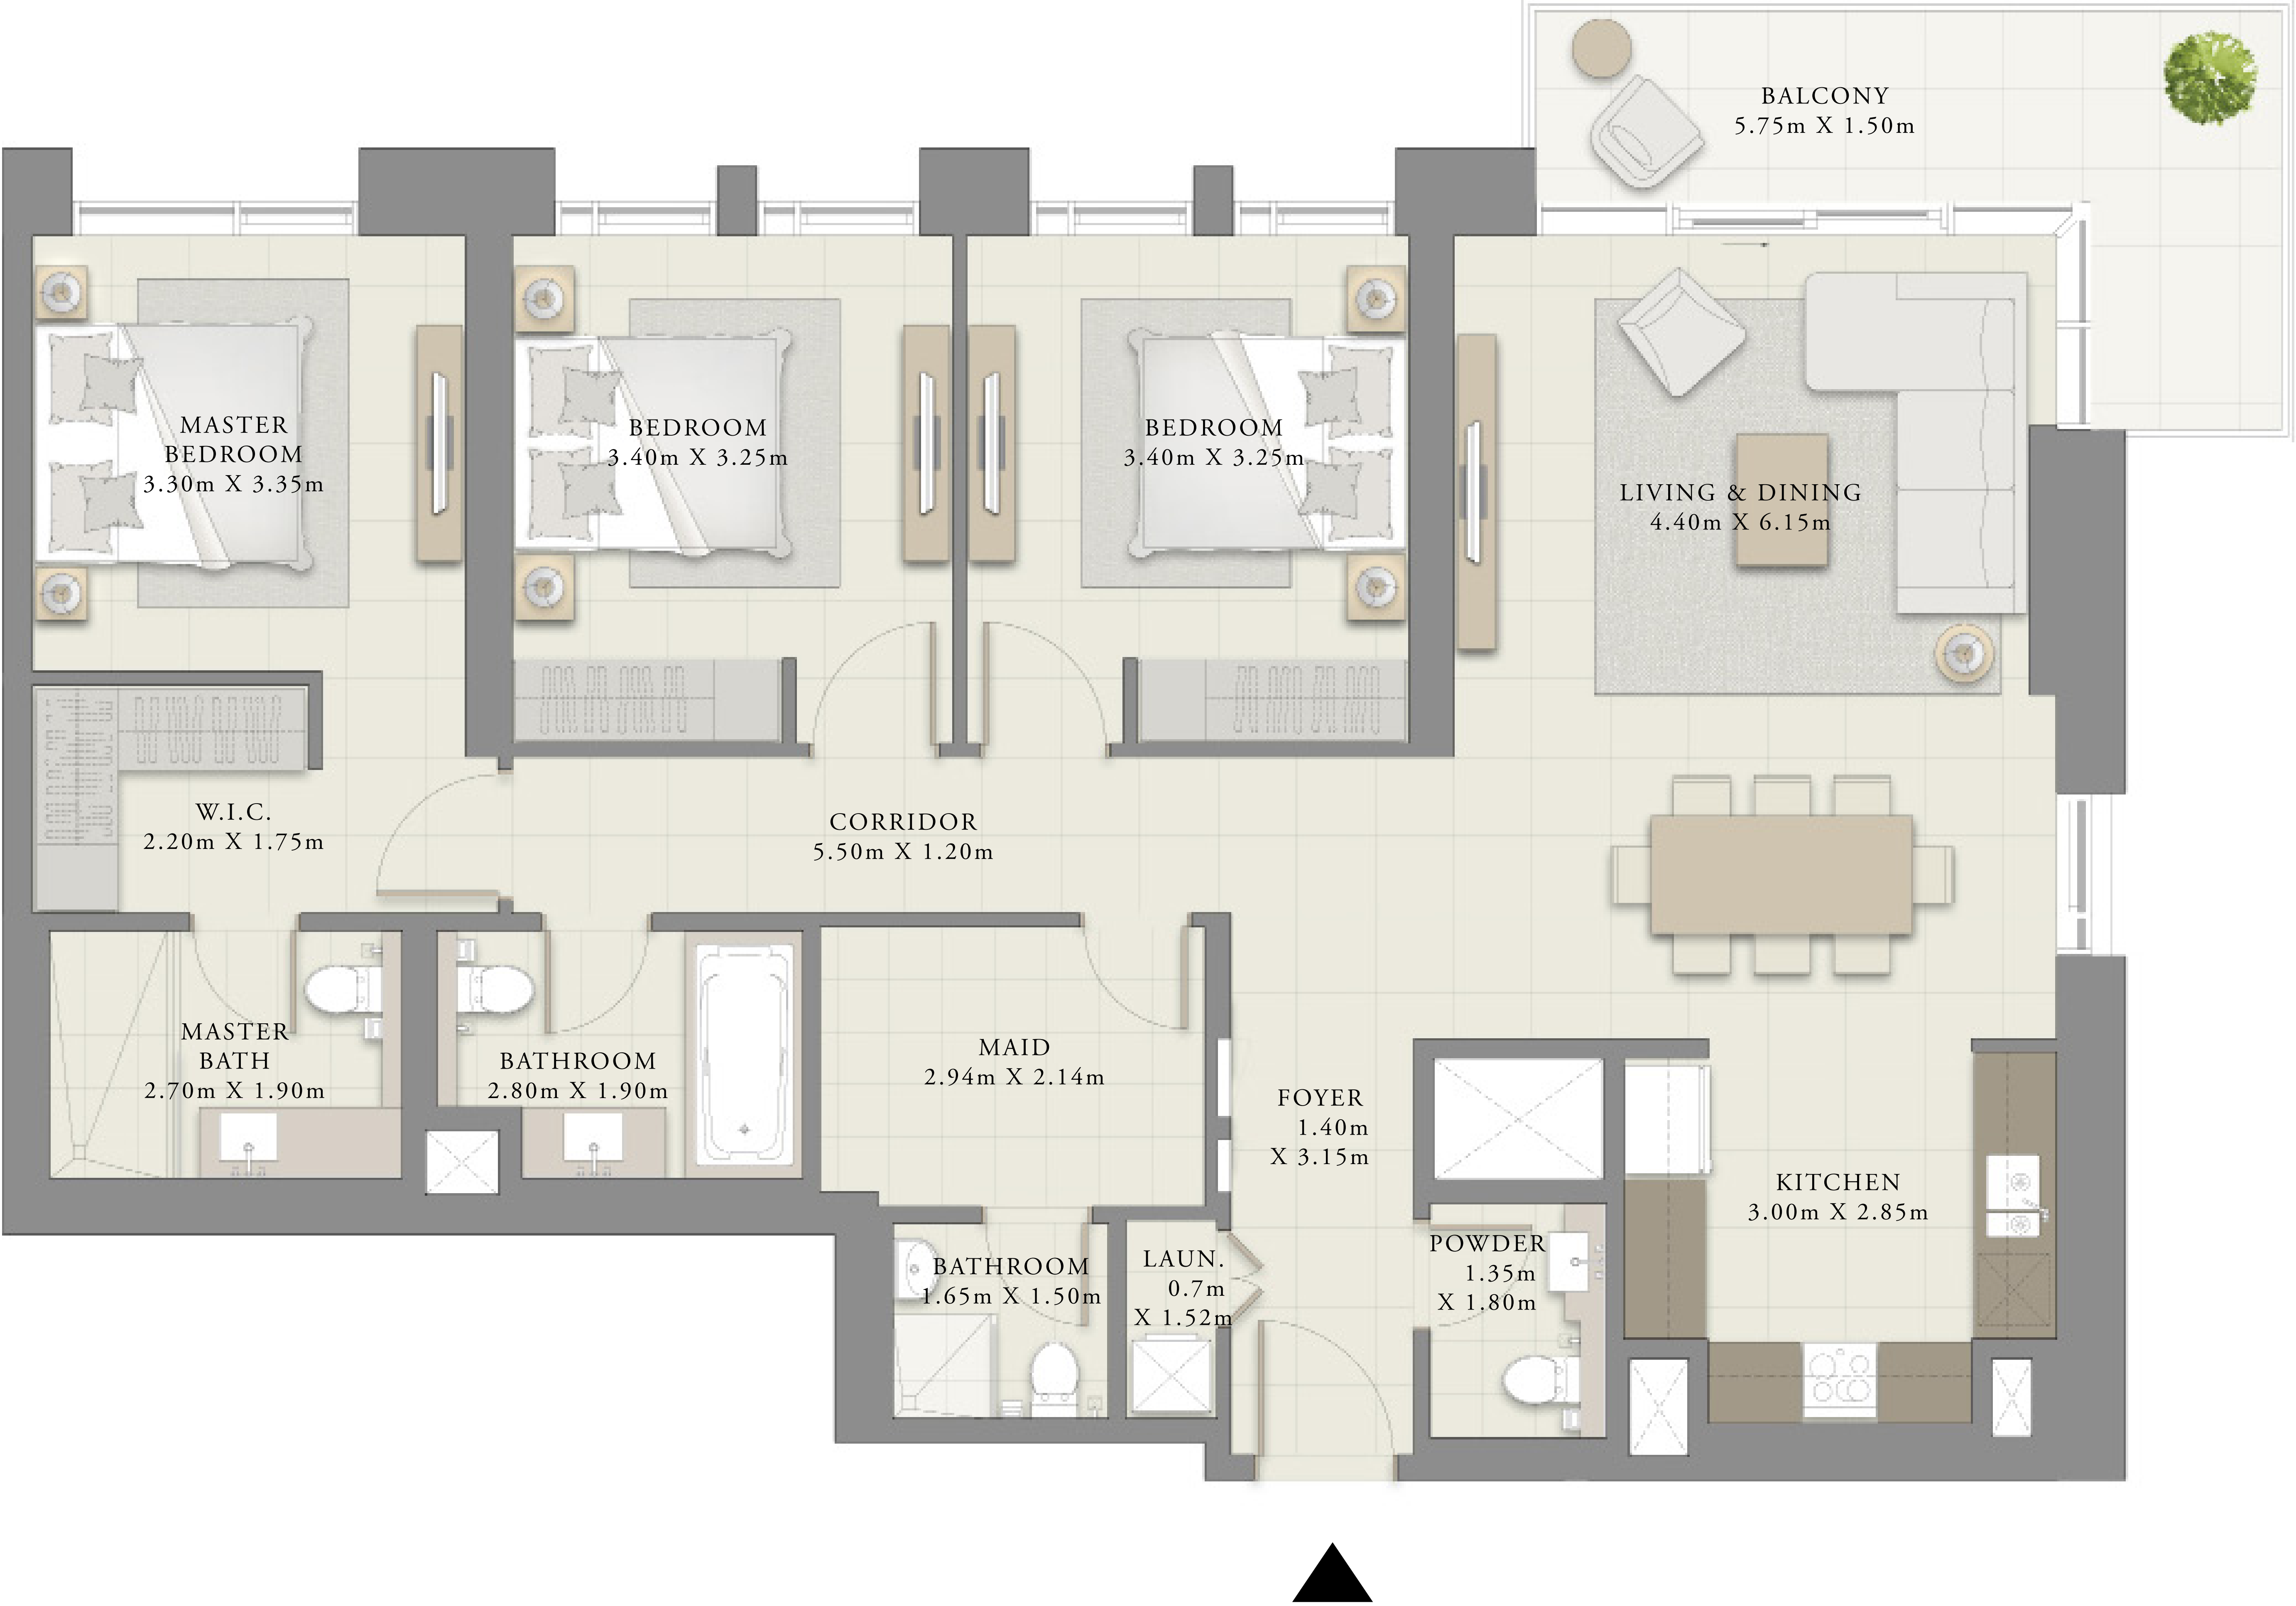 BALCONY
5.75m X 1.50m
MASTER
BEDROOM
3.30m X 3.35m
BEDROOM
3.40m X 3.25m
BEDROOM
3.40m X 3.25m
LIVING & DINING
4.40m X 6.15m
W.I.C.
2.20m X 1.75m
CORRIDOR
5.50m X 1.20m
MASTER
BATH
2.70m X 1.90m
BATHROOM
2.80m X 1.90m
MAID
2.94m X 2.14m
FOYER
1.40m
X 3.15m
KITCHEN
3.00m X 2.85m
BATHROOM
1.65m X 1.50m
LAUN.
0.7m
X 1.52m
POWDER
1.35m
X 1.80m